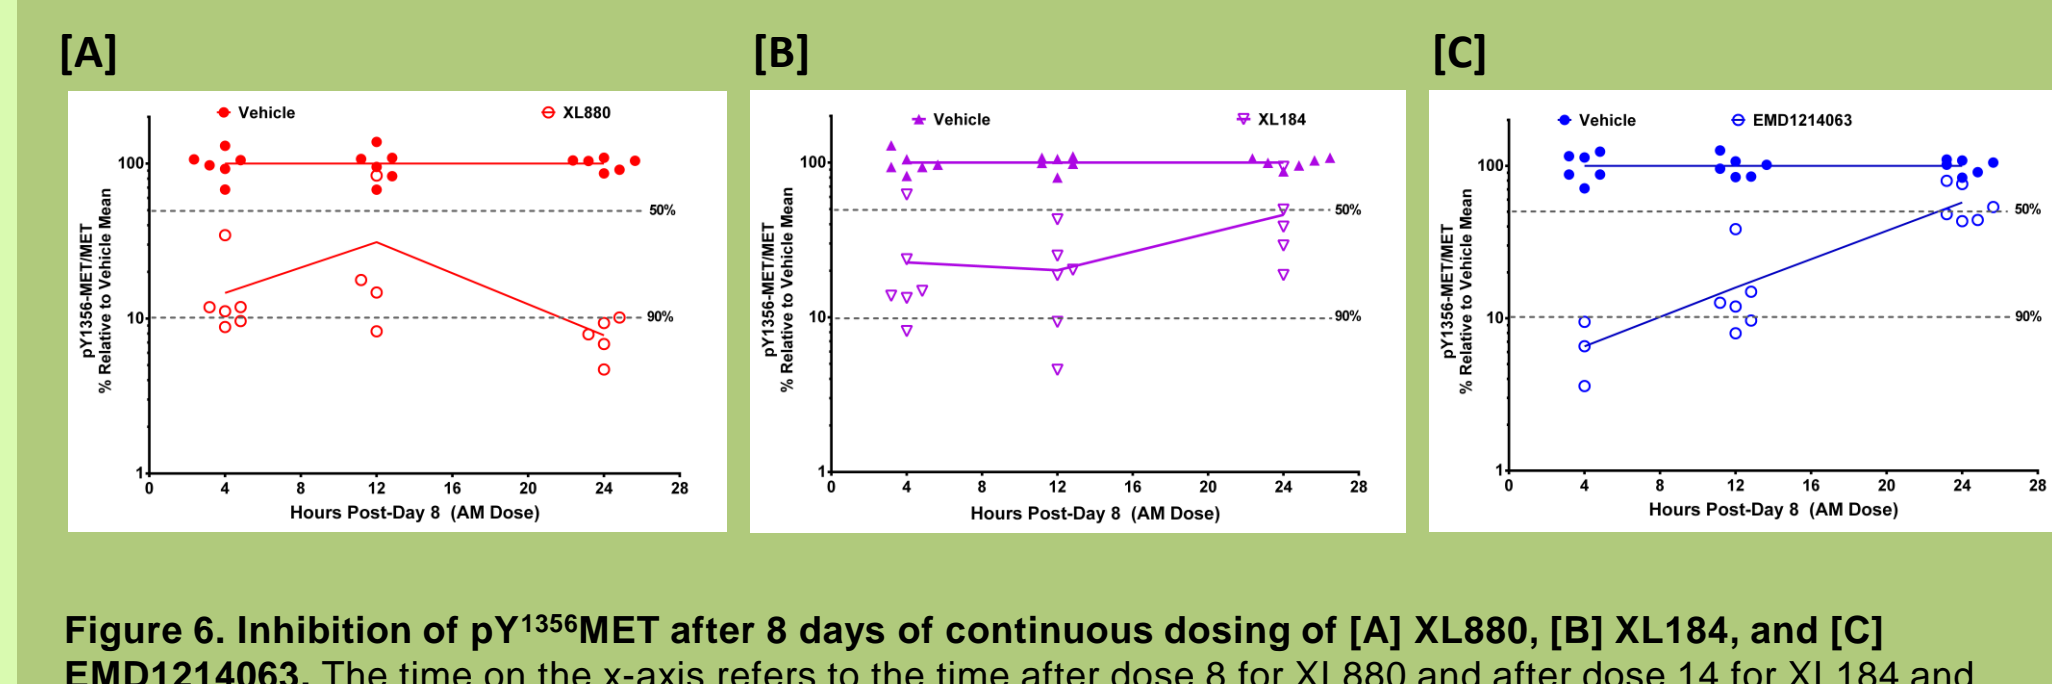 [A]
[B]
[C]
Vehicle
XL880
100
10
1
50%
90%
0 4 8 12 16 20 24 28
pY1356-MET/MET
% Relative to Vehicle Mean
Hours Post-Day 8 (AM Dose)
Vehicle
XL184
100
10
1
50%
90%
0 4 8 12 16 20 24 28
pY1356-MET/MET
% Relative to Vehicle Mean
Hours Post-Day 8 (AM Dose)
Vehicle
EMD1214063
100
10
1
50%
90%
0 4 8 12 16 20 24 28
pY1356-MET/MET
% Relative to Vehicle Mean
Hours Post-Day 8 (AM Dose)
Figure 6. Inhibition of pY¹³⁵⁶MET after 8 days of continuous dosing of [A] XL880, [B] XL184, and [C]
EMD1214063. The time on the x-axis refers to the time after dose 8 for XL880 and after dose 14 for XL184 and